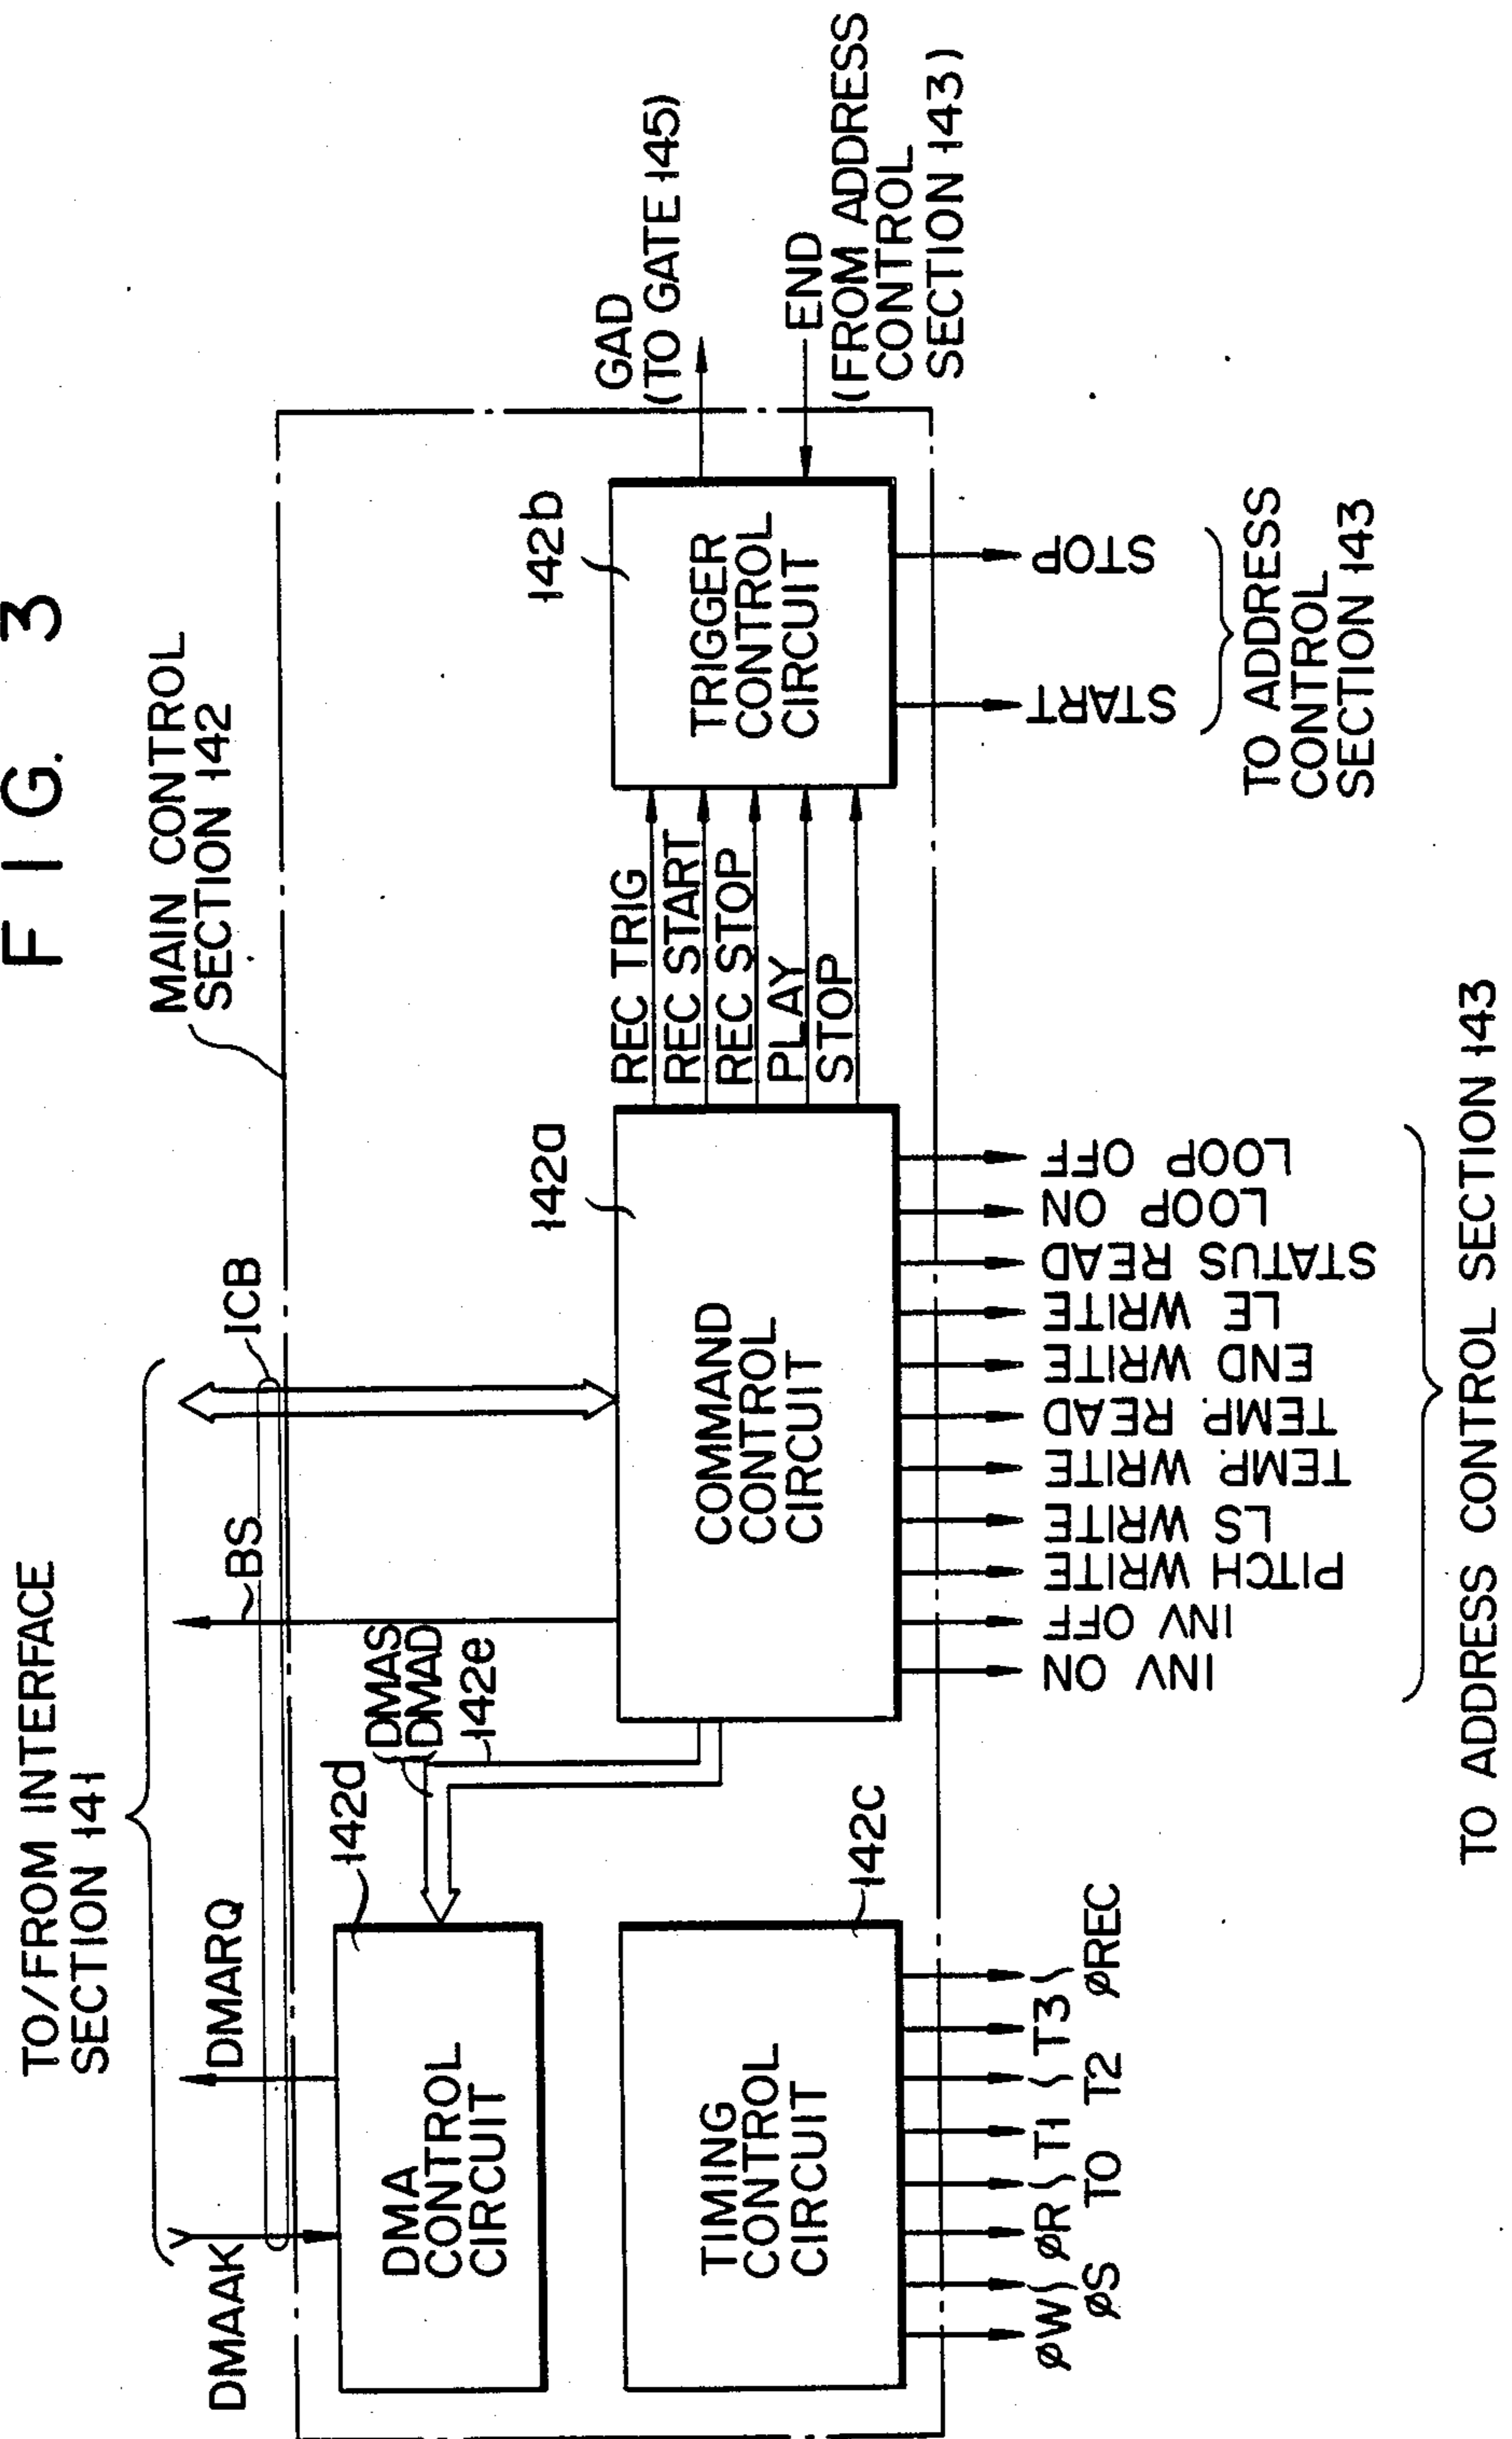 FIG. 3
TO/FROM INTERFACE
SECTION 141
MAIN CONTROL
SECTION 142
DMAAK
DMARQ
BS
ICB
142d
DMAS
DMAD
142e
DMA
CONTROL
CIRCUIT
142a
COMMAND
CONTROL
CIRCUIT
REC TRIG
REC START
REC STOP
PLAY
STOP
142b
TRIGGER
CONTROL
CIRCUIT
GAD
(TO GATE 145)
END
(FROM ADDRESS
CONTROL
SECTION 143)
TIMING
CONTROL
CIRCUIT
142c
øW
øS
øR
T0
T1
T2
T3
øREC
INV ON
INV OFF
PITCH WRITE
LS WRITE
TEMP. WRITE
TEMP. READ
END WRITE
LE WRITE
STATUS READ
LOOP ON
LOOP OFF
START
STOP
TO ADDRESS
CONTROL
SECTION 143
TO ADDRESS CONTROL SECTION 143